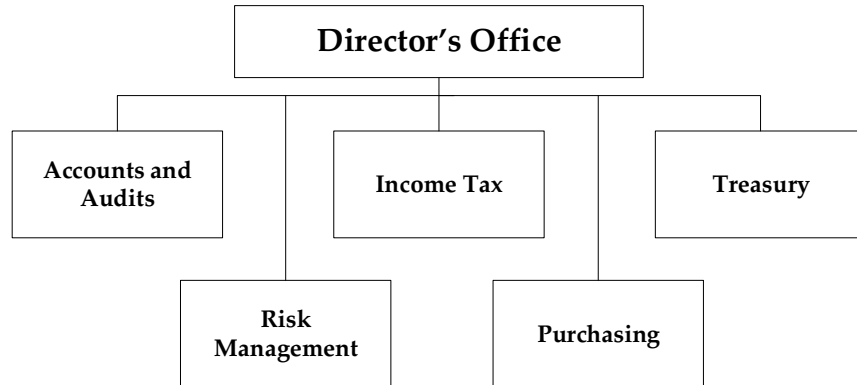 Director’s Office
Accounts and
Audits
Income Tax
Treasury
Risk
Management
Purchasing